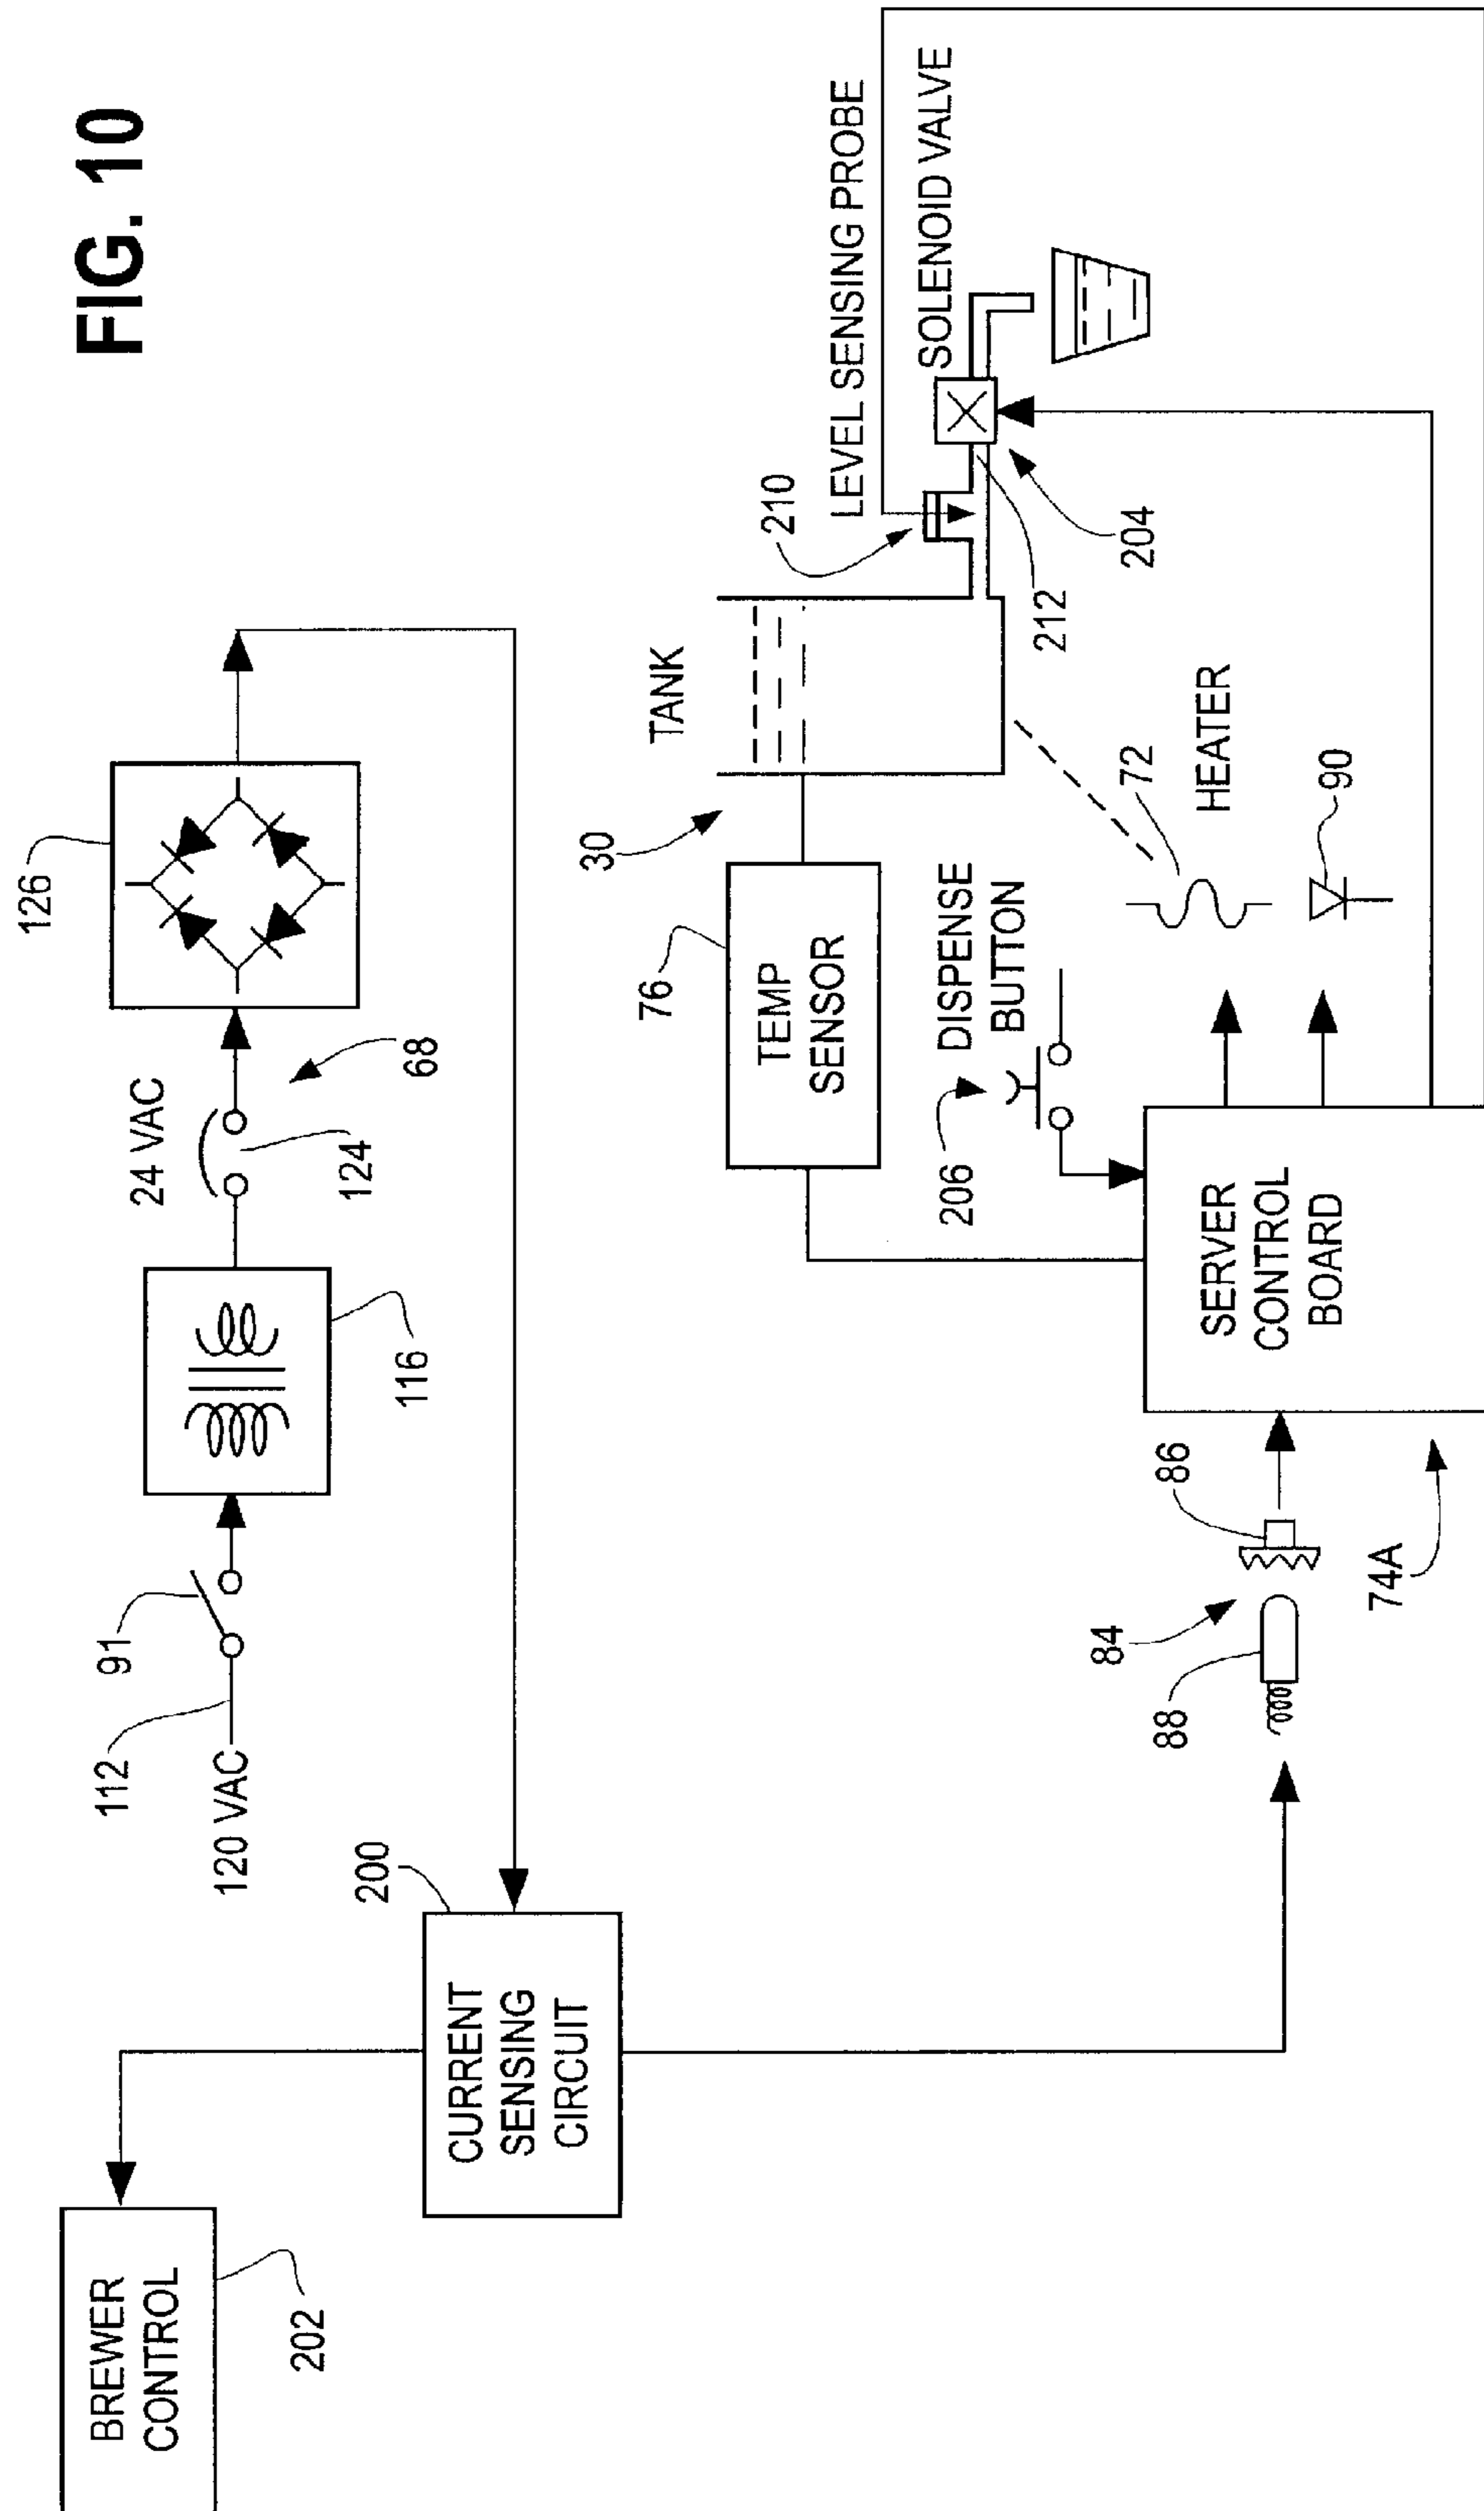 FIG. 10
BREWER
CONTROL
202
CURRENT
SENSING
CIRCUIT
200
120 VAC
112
91
116
24 VAC
124
68
126
TANK
30
76
TEMP
SENSOR
DISPENSE
BUTTON
206
LEVEL SENSING PROBE
SOLENOID VALVE
210
212
204
72
HEATER
90
SERVER
CONTROL
BOARD
74A
86
84
88